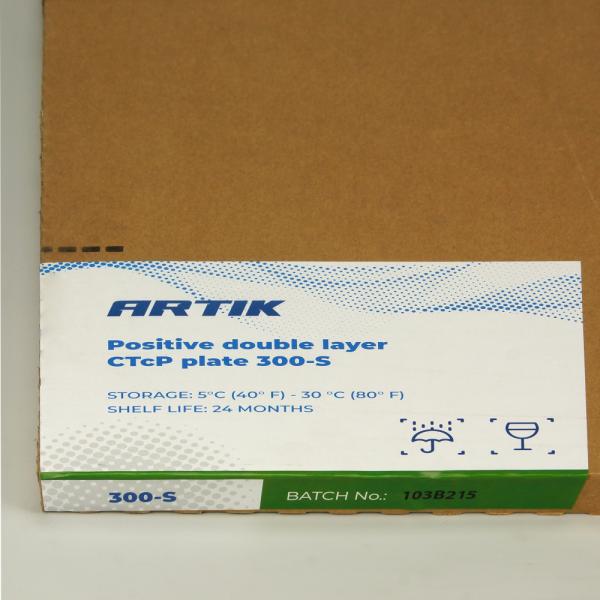 ARTIK
Positive double layer
CTcP plate 300-S
STORAGE: 5°C (40° F) - 30 °C (80° F)
SHELF LIFE: 24 MONTHS
300-S BATCH No.: 103B215